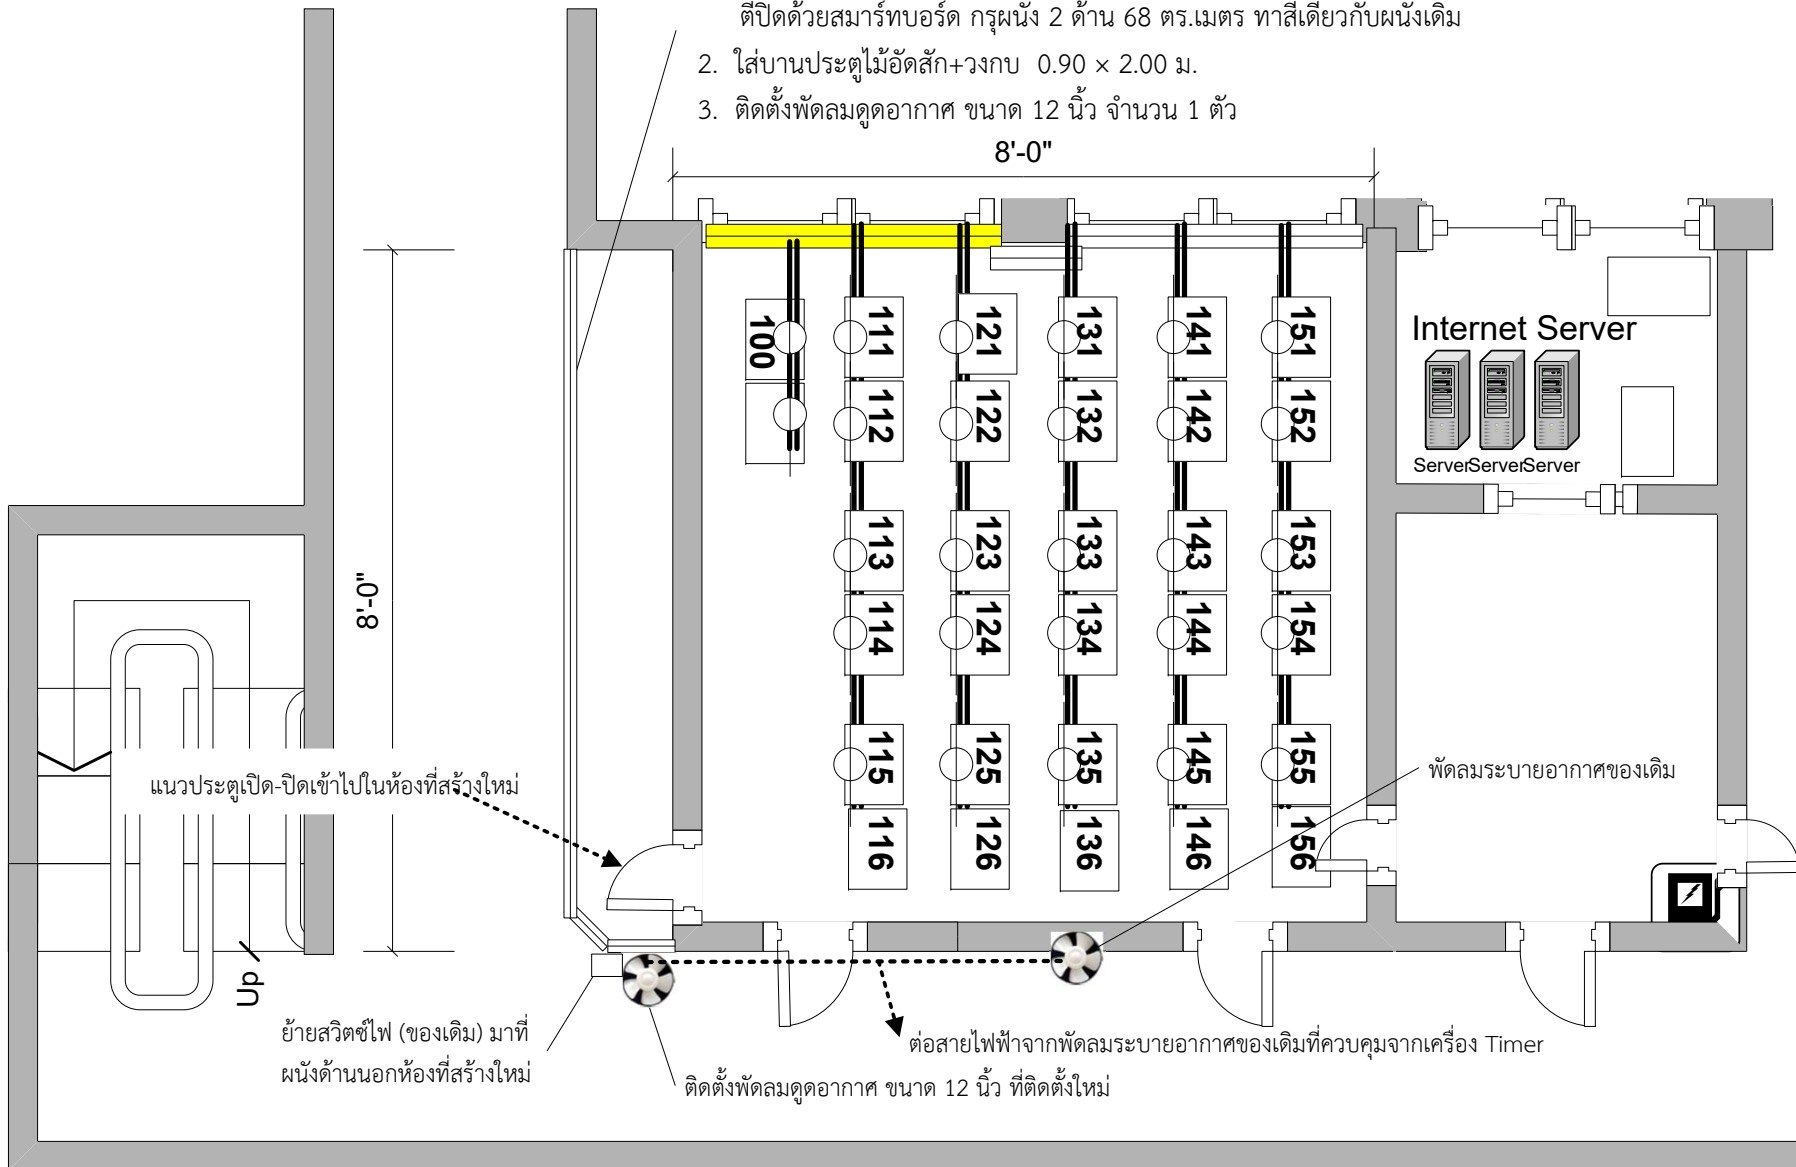 ตีปิดด้วยสมาร์ทบอร์ด กรุผนัง 2 ด้าน 68 ตร.เมตร ทาสีเดียวกับผนังเดิม
2. ใส่บานประตูไม้อัดสัก+วงกบ 0.90 × 2.00 ม.
3. ติดตั้งพัดลมดูดอากาศ ขนาด 12 นิ้ว จำนวน 1 ตัว
8'-0"
8'-0"
100
111
121
131
141
151
112
122
132
142
152
113
123
133
143
153
114
124
134
144
154
115
125
135
145
155
116
126
136
146
156
Internet Server
Server Server Server
แนวประตูเปิด-ปิดเข้าไปในห้องที่สร้างใหม่
พัดลมระบายอากาศของเดิม
Up
ย้ายสวิตซ์ไฟ (ของเดิม) มาที่
ผนังด้านนอกห้องที่สร้างใหม่
ต่อสายไฟฟ้าจากพัดลมระบายอากาศของเดิมที่ควบคุมจากเครื่อง Timer
ติดตั้งพัดลมดูดอากาศ ขนาด 12 นิ้ว ที่ติดตั้งใหม่